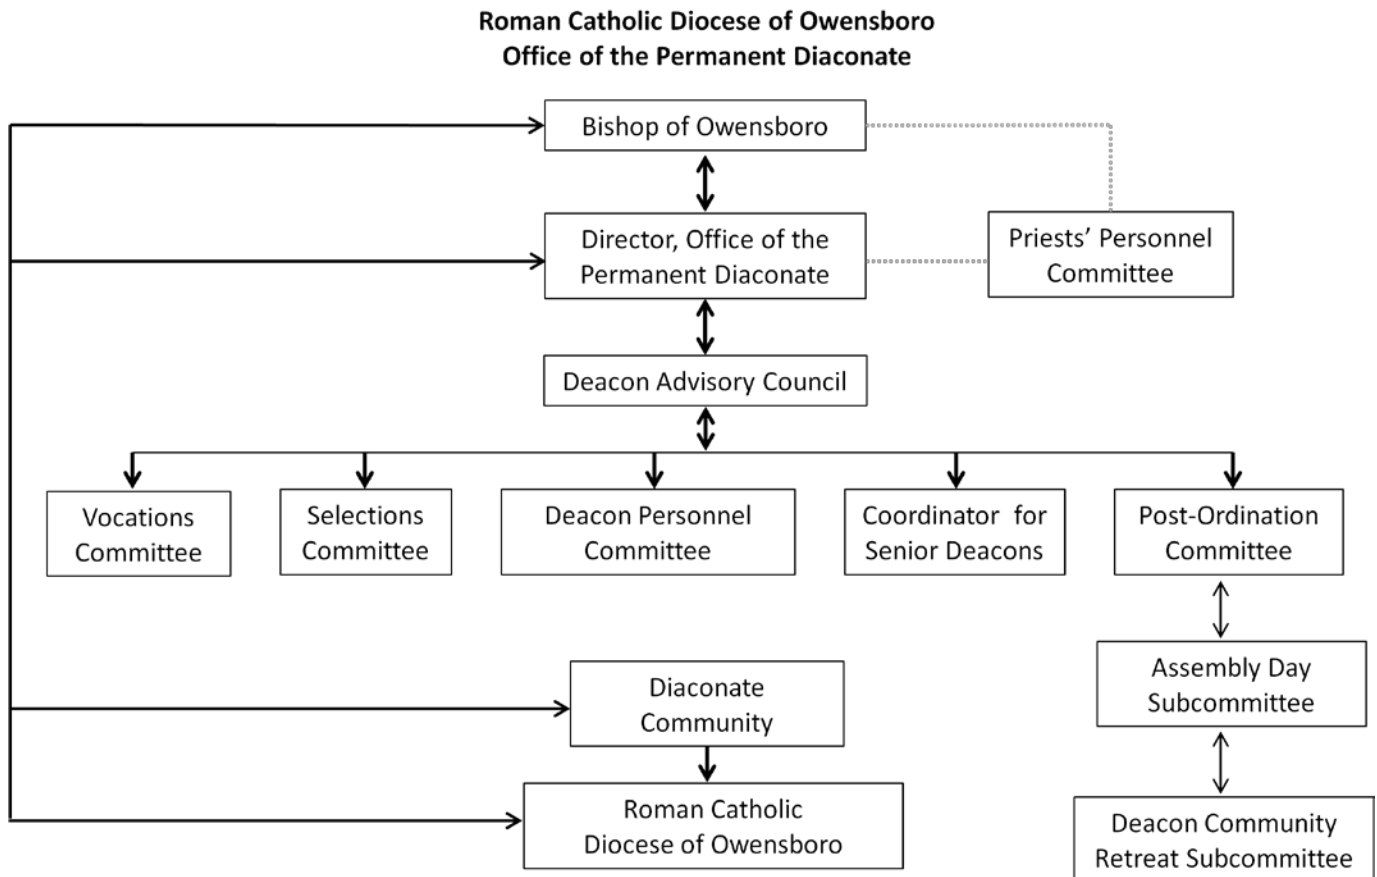 Roman Catholic Diocese of Owensboro
Office of the Permanent Diaconate
Bishop of Owensboro
Director, Office of the
Permanent Diaconate
Priests’ Personnel
Committee
Deacon Advisory Council
Vocations
Committee
Selections
Committee
Deacon Personnel
Committee
Coordinator for
Senior Deacons
Post-Ordination
Committee
Assembly Day
Subcommittee
Diaconate
Community
Roman Catholic
Diocese of Owensboro
Deacon Community
Retreat Subcommittee